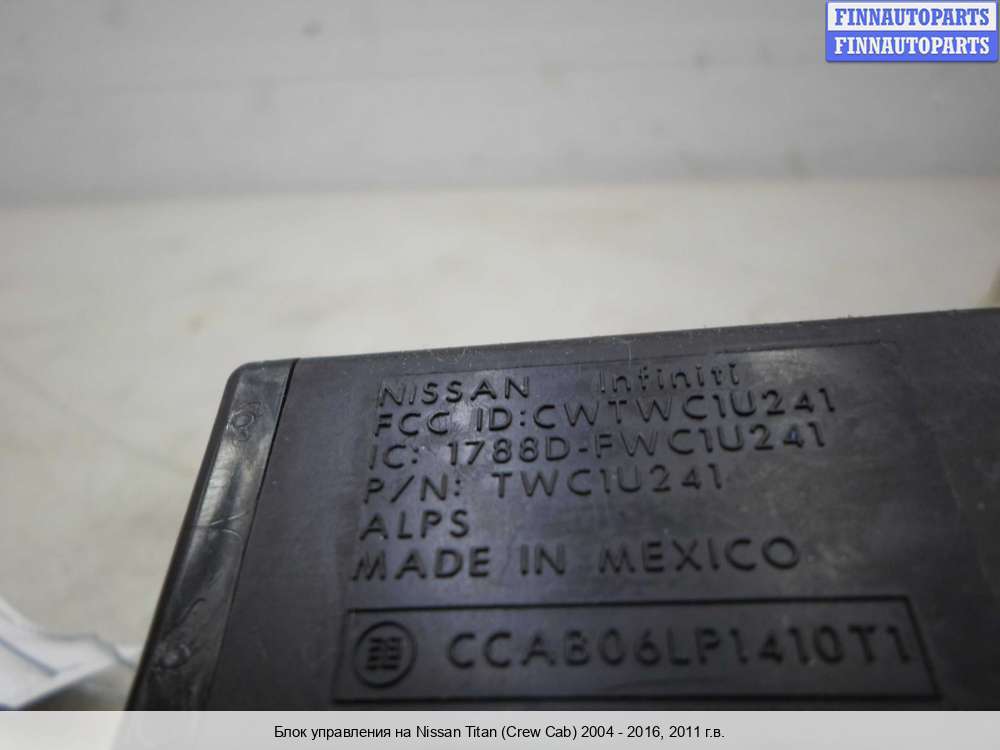 FINNAUTOPARTS
FINNAUTOPARTS
NISSAN Infiniti
FCC ID:CWTWC1U241
IC: 1788D-FWC1U241
P/N: TWC1U241
ALPS
MADE IN MEXICO
CCAB06LP1410T1
Блок управления на Nissan Titan (Crew Cab) 2004 - 2016, 2011 г.в.